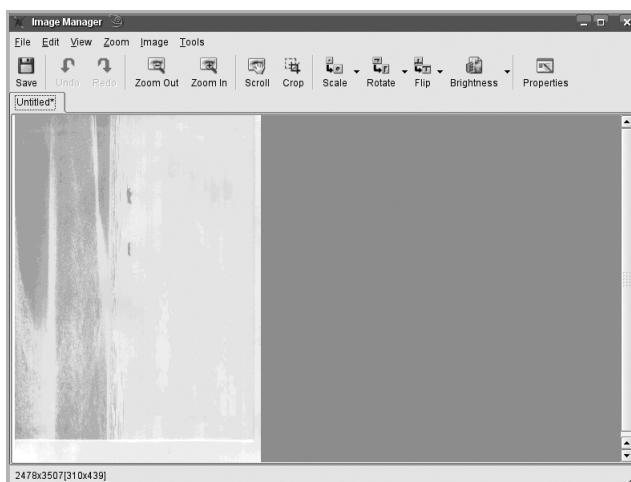 Image Manager
File Edit View Zoom Image Tools
Save Undo Redo Zoom Out Zoom In Scroll Crop Scale Rotate Flip Brightness Properties
Untitled*
2478x3507[310x439]